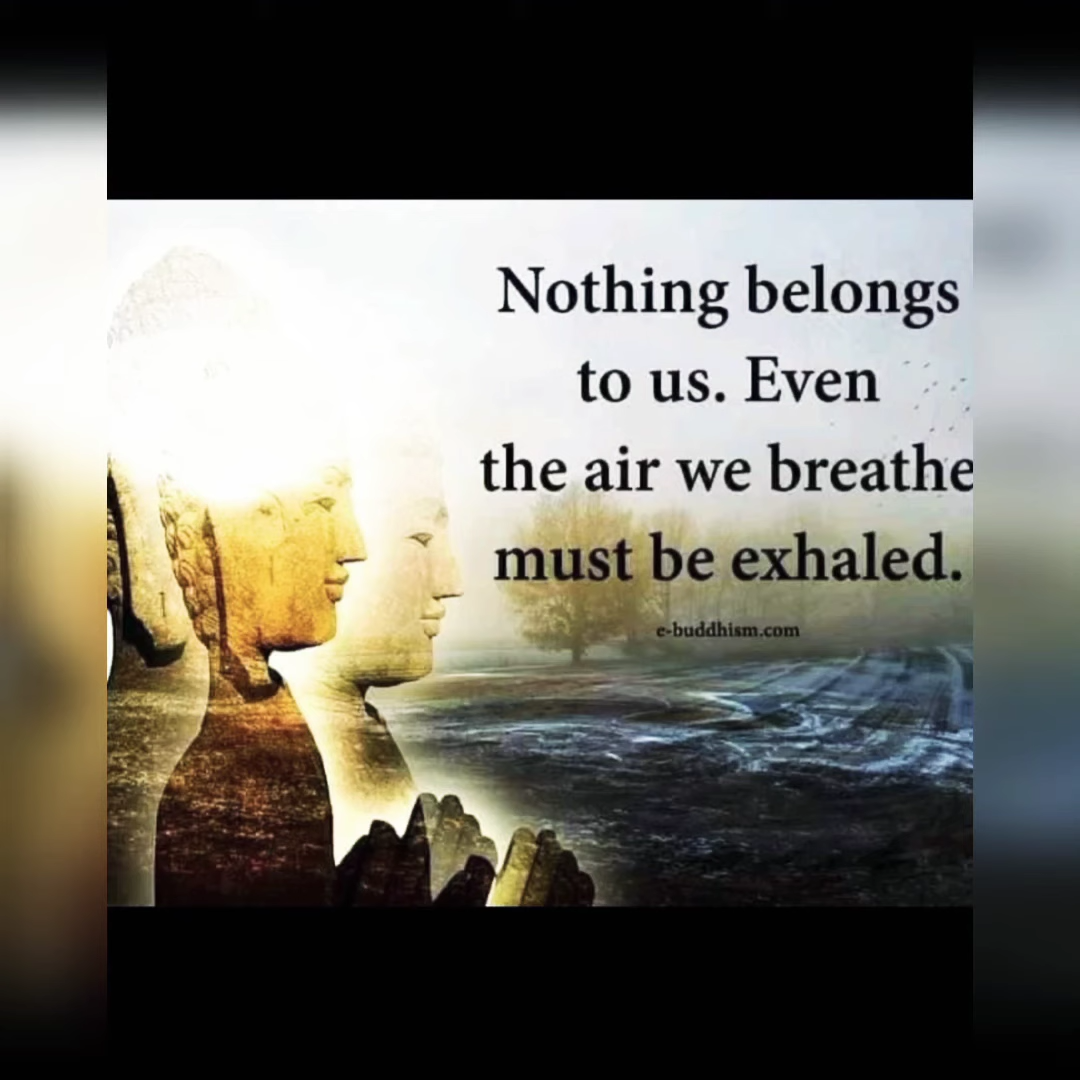 Nothing belongs
to us. Even
the air we breathe
must be exhaled.
e-buddhism.com